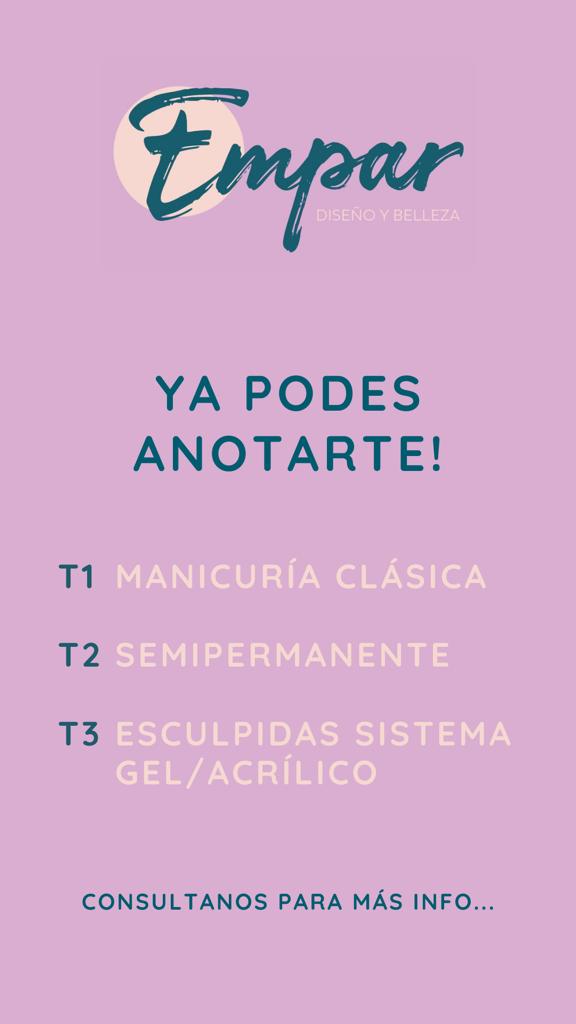 Empar
DISEÑO Y BELLEZA
YA PODES
ANOTARTE!
T1 MANICURÍA CLÁSICA
T2 SEMIPERMANENTE
T3 ESCULPIDAS SISTEMA
GEL/ACRÍLICO
CONSULTANOS PARA MÁS INFO...